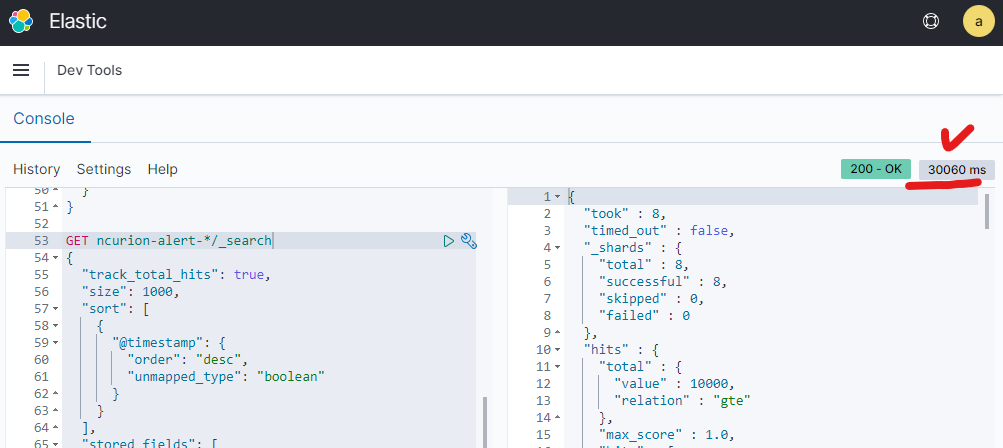 Elastic
a
Dev Tools
Console
History Settings Help
200 - OK
30060 ms
50 }
51 }
52
53 GET ncurion-alert-*/_search
54 {
55 "track_total_hits": true,
56 "size": 1000,
57 "sort": [
58 {
59 "@timestamp": {
60 "order": "desc",
61 "unmapped_type": "boolean"
62 }
63 }
64 ],
65 "stored_fields": [
1 {
2 "took" : 8,
3 "timed_out" : false,
4 "_shards" : {
5 "total" : 8,
6 "successful" : 8,
7 "skipped" : 0,
8 "failed" : 0
9 },
10 "hits" : {
11 "total" : {
12 "value" : 10000,
13 "relation" : "gte"
14 },
15 "max_score" : 1.0,
16 "hits" : [